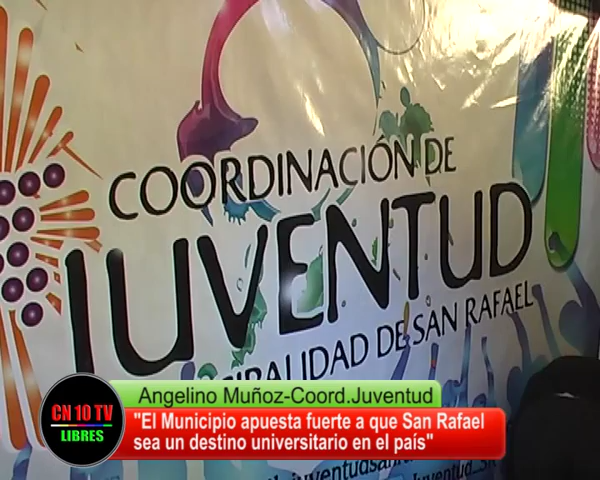 COORDINACIÓN DE
JUVENTUD
DE SAN RAFAEL
CN 10 TV
LIBRES
Angelino Muñoz-Coord.Juventud
"El Municipio apuesta fuerte a que San Rafael
sea un destino universitario en el país"